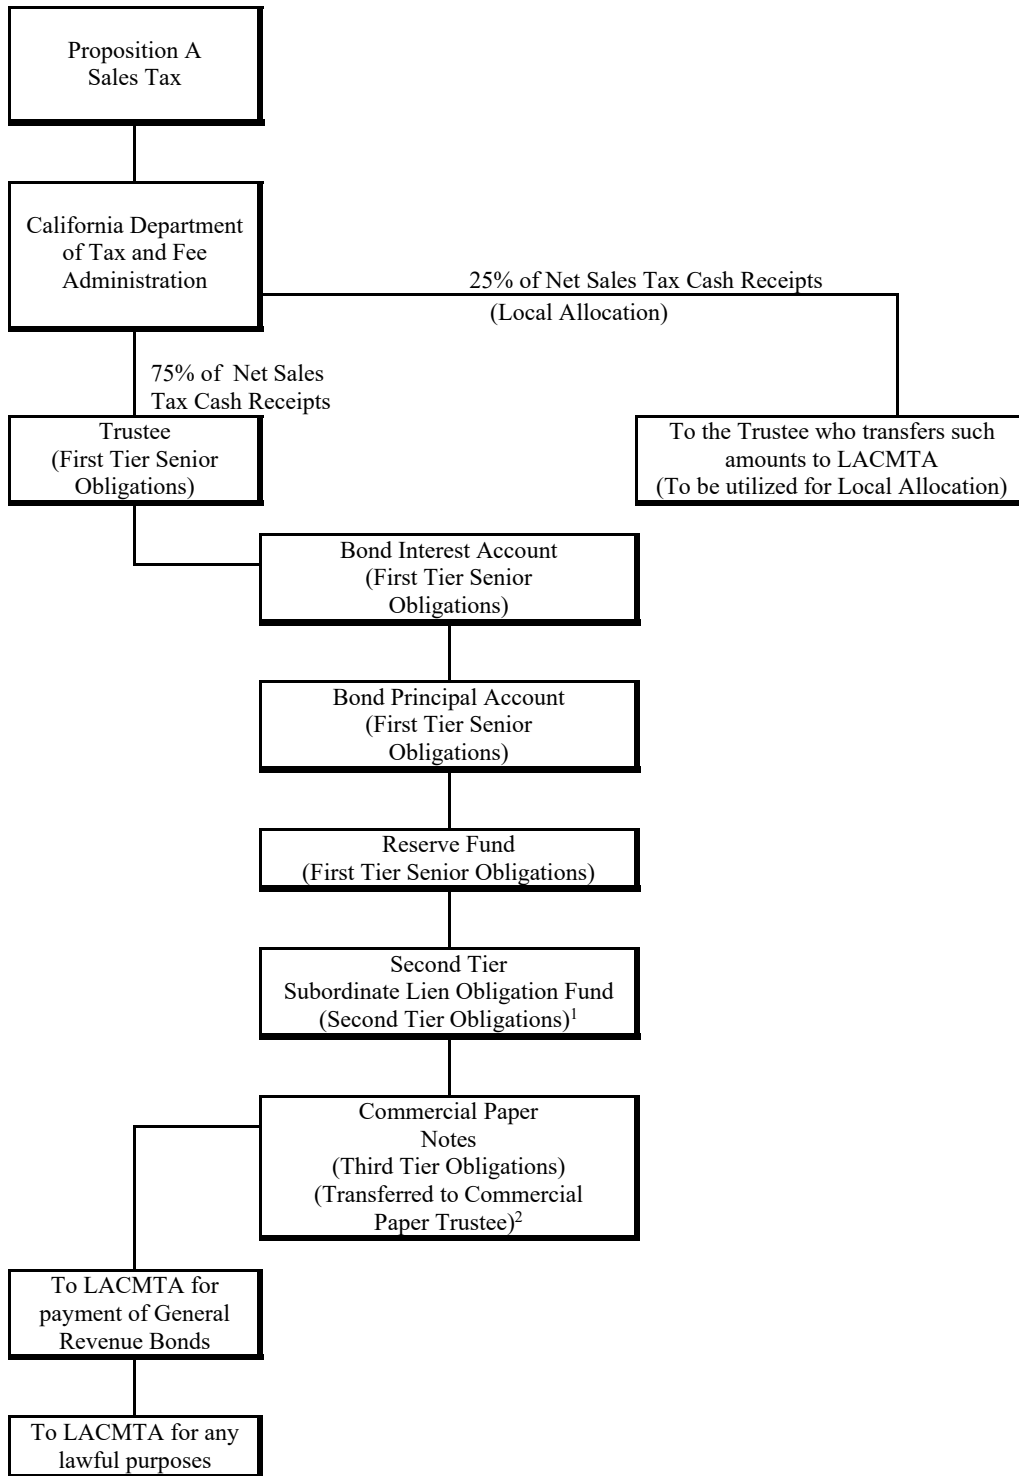 Proposition A
Sales Tax
California Department
of Tax and Fee
Administration
25% of Net Sales Tax Cash Receipts
(Local Allocation)
75% of  Net Sales
Tax Cash Receipts
Trustee
(First Tier Senior
Obligations)
To the Trustee who transfers such
amounts to LACMTA
(To be utilized for Local Allocation)
Bond Interest Account
(First Tier Senior
Obligations)
Bond Principal Account
(First Tier Senior
Obligations)
Reserve Fund
(First Tier Senior Obligations)
Second Tier
Subordinate Lien Obligation Fund
(Second Tier Obligations)¹
Commercial Paper
Notes
(Third Tier Obligations)
(Transferred to Commercial
Paper Trustee)²
To LACMTA for
payment of General
Revenue Bonds
To LACMTA for any
lawful purposes